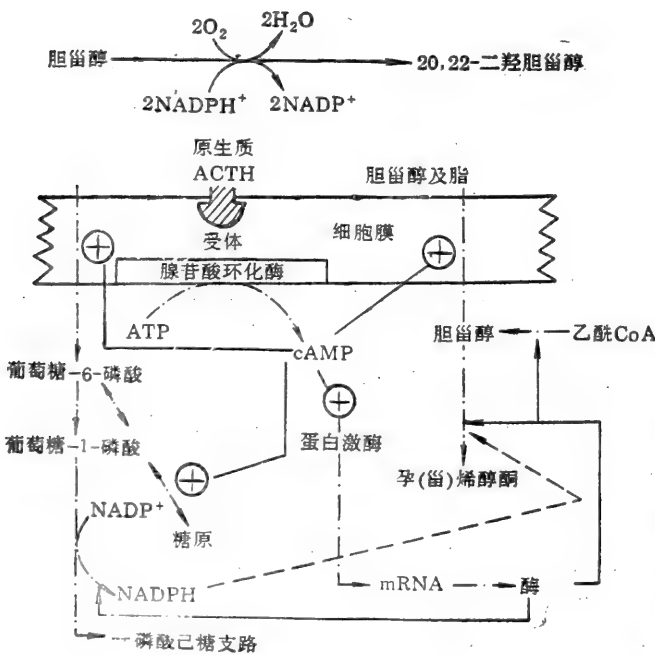 2O₂ 2H₂O
胆甾醇 20,22-二羟胆甾醇
2NADPH⁺ 2NADP⁺
原生质
ACTH 胆甾醇及脂
受体 细胞膜
腺苷酸环化酶
ATP
cAMP
胆甾醇 乙酰CoA
葡萄糖-6-磷酸
葡萄糖-1-磷酸
蛋白激酶
孕(甾)烯醇酮
NADP⁺
糖原
NADPH
mRNA 酶
磷酸己糖支路